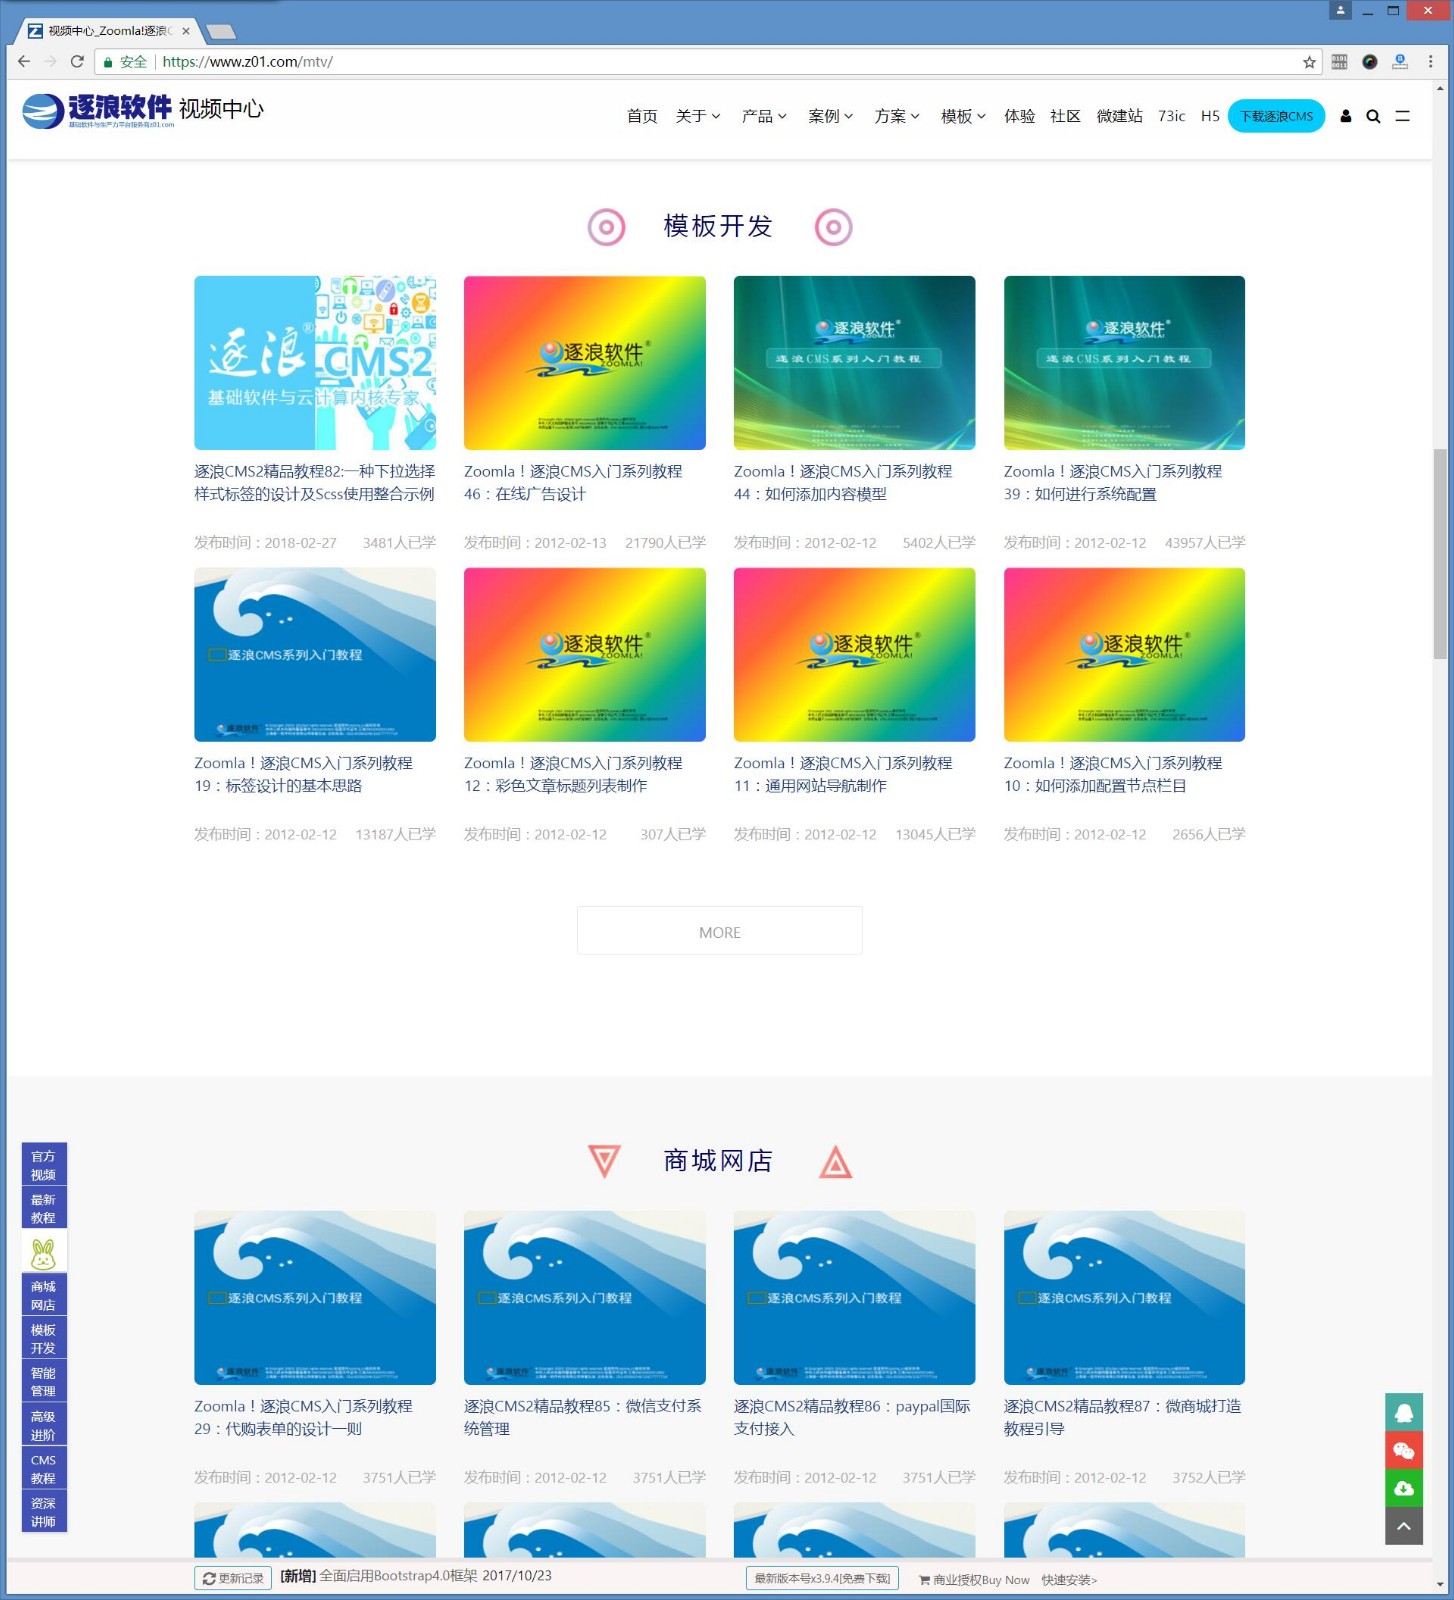 视频中心_Zoomla!逐浪C
安全 https://www.z01.com/mtv/
逐浪软件 视频中心
首页 关于 产品 案例 方案 模板 体验 社区 微建站 73ic H5 下载逐浪CMS
模板开发
逐浪® CMS2
基础软件与云计算内核专家
逐浪软件®
ZOOMLA!
逐浪软件®
ZOOMLA!
逐浪CMS系列入门教程
逐浪软件®
ZOOMLA!
逐浪CMS系列入门教程
逐浪CMS2精品教程82:一种下拉选择
样式标签的设计及Scss使用整合示例
Zoomla！逐浪CMS入门系列教程
46：在线广告设计
Zoomla！逐浪CMS入门系列教程
44：如何添加内容模型
Zoomla！逐浪CMS入门系列教程
39：如何进行系统配置
发布时间：2018-02-27 3481人已学
发布时间：2012-02-13 21790人已学
发布时间：2012-02-12 5402人已学
发布时间：2012-02-12 43957人已学
逐浪CMS系列入门教程
逐浪软件
逐浪软件®
ZOOMLA!
逐浪软件®
ZOOMLA!
逐浪软件®
ZOOMLA!
Zoomla！逐浪CMS入门系列教程
19：标签设计的基本思路
Zoomla！逐浪CMS入门系列教程
12：彩色文章标题列表制作
Zoomla！逐浪CMS入门系列教程
11：通用网站导航制作
Zoomla！逐浪CMS入门系列教程
10：如何添加配置节点栏目
发布时间：2012-02-12 13187人已学
发布时间：2012-02-12 307人已学
发布时间：2012-02-12 13045人已学
发布时间：2012-02-12 2656人已学
MORE
商城网店
官方
视频
最新
教程
商城
网店
模板
开发
智能
管理
高级
进阶
CMS
教程
资深
讲师
逐浪CMS系列入门教程
逐浪软件
逐浪CMS系列入门教程
逐浪软件
逐浪CMS系列入门教程
逐浪软件
逐浪CMS系列入门教程
逐浪软件
Zoomla！逐浪CMS入门系列教程
29：代购表单的设计一则
逐浪CMS2精品教程85：微信支付系
统管理
逐浪CMS2精品教程86：paypal国际
支付接入
逐浪CMS2精品教程87：微商城打造
教程引导
发布时间：2012-02-12 3751人已学
发布时间：2012-02-12 3751人已学
发布时间：2012-02-12 3751人已学
发布时间：2012-02-12 3752人已学
更新记录 [新增] 全面启用Bootstrap4.0框架 2017/10/23 最新版本号x3.9.4[免费下载] 商业授权Buy Now 快速安装>